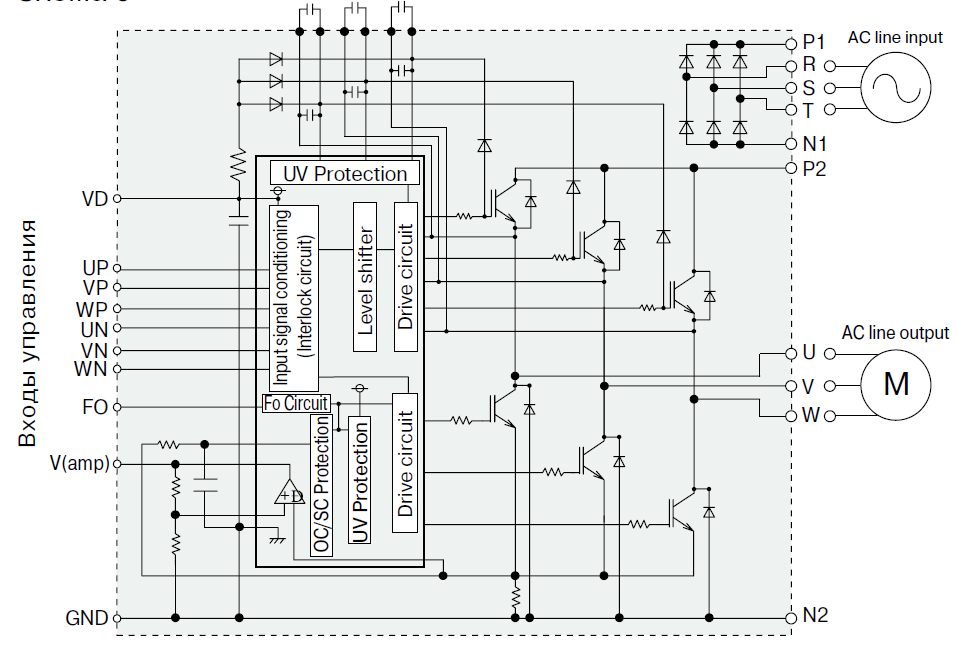 P1
AC line input
R
S
T
N1
P2
UV Protection
VD
Входы управления
UP
VP
WP
UN
VN
WN
FO
V(amp)
GND
Input signal conditioning
(Interlock circuit)
Level shifter
Drive circuit
Fo Circuit
OC/SC Protection
UV Protection
Drive circuit
+D
AC line output
U
V
W
M
N2